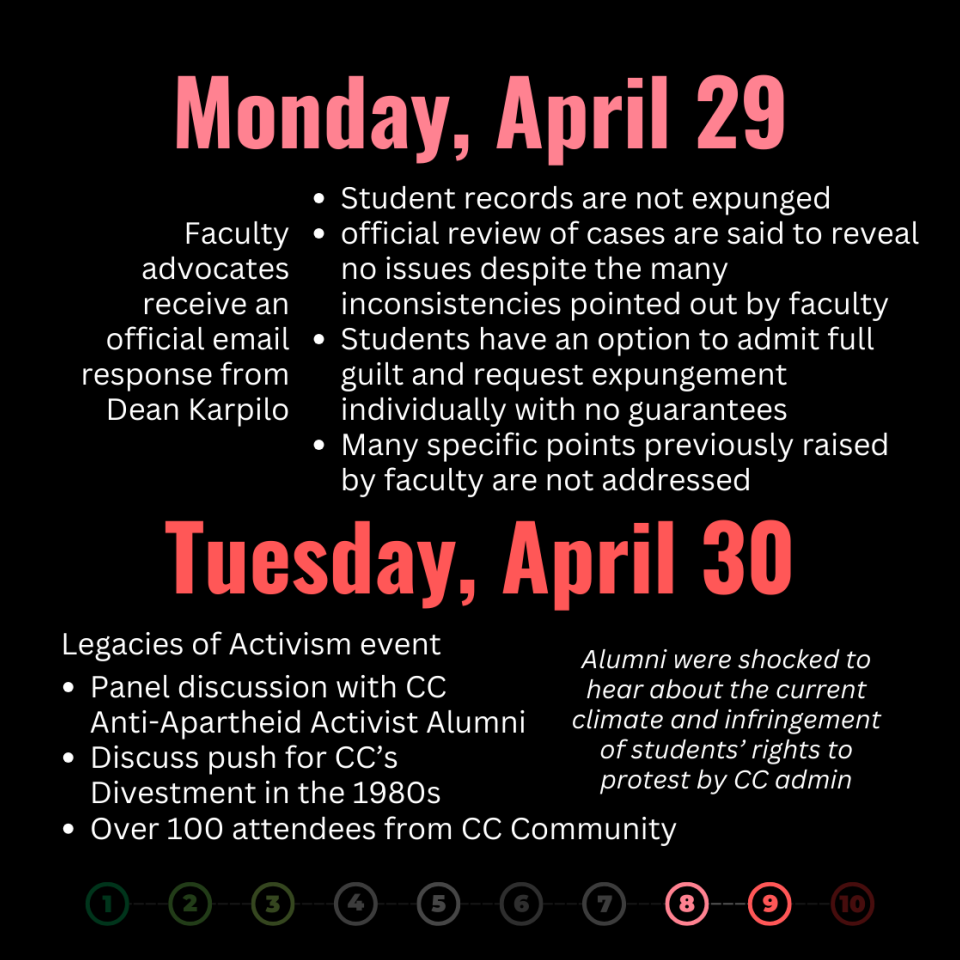 Monday, April 29
Faculty
advocates
receive an
official email
response from
Dean Karpilo
• Student records are not expunged
• official review of cases are said to reveal
no issues despite the many
inconsistencies pointed out by faculty
• Students have an option to admit full
guilt and request expungement
individually with no guarantees
• Many specific points previously raised
by faculty are not addressed
Tuesday, April 30
Legacies of Activism event
• Panel discussion with CC
Anti-Apartheid Activist Alumni
• Discuss push for CC’s
Divestment in the 1980s
• Over 100 attendees from CC Community
Alumni were shocked to
hear about the current
climate and infringement
of students’ rights to
protest by CC admin
1 2 3 4 5 6 7 8 9 10